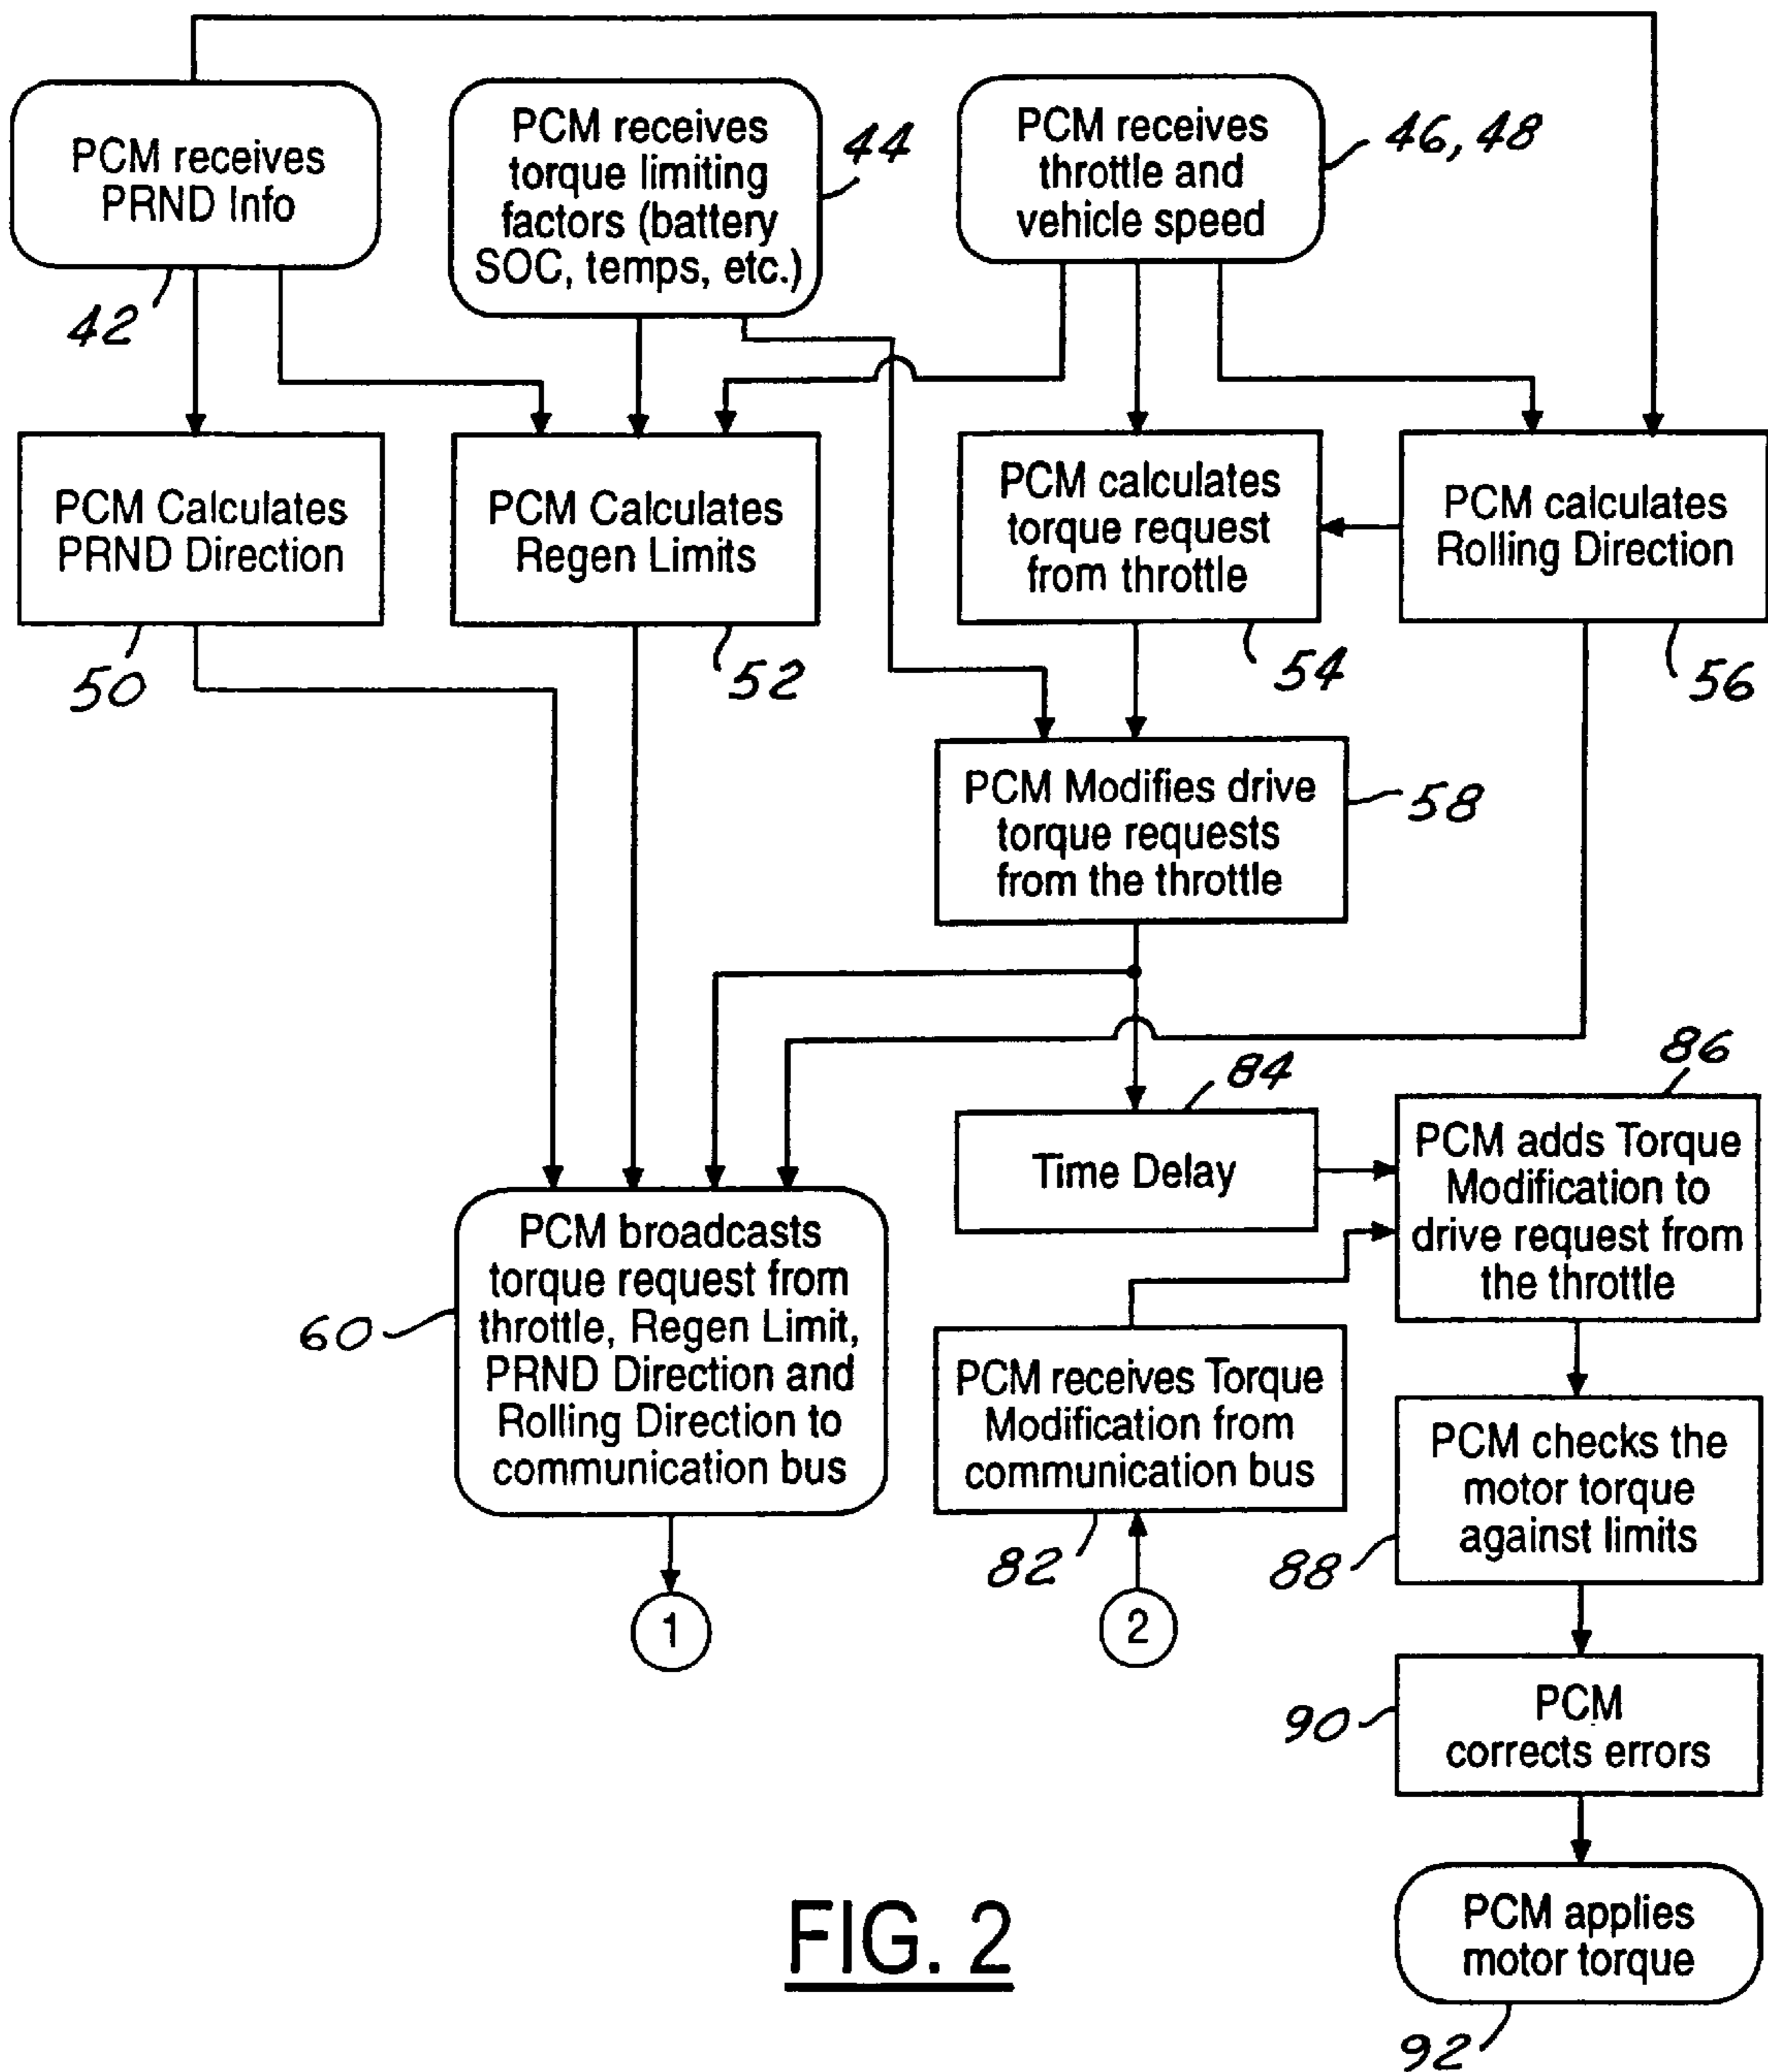 PCM receives
PRND Info
42
PCM receives
torque limiting
factors (battery
SOC, temps, etc.)
44
PCM receives
throttle and
vehicle speed
46, 48
PCM Calculates
PRND Direction
50
PCM Calculates
Regen Limits
52
PCM calculates
torque request
from throttle
54
PCM calculates
Rolling Direction
56
PCM Modifies drive
torque requests
from the throttle
58
PCM broadcasts
torque request from
throttle, Regen Limit,
PRND Direction and
Rolling Direction to
communication bus
60
1
Time Delay
84
PCM receives Torque
Modification from
communication bus
82
2
PCM adds Torque
Modification to
drive request from
the throttle
86
PCM checks the
motor torque
against limits
88
PCM
corrects errors
90
PCM applies
motor torque
92
FIG. 2